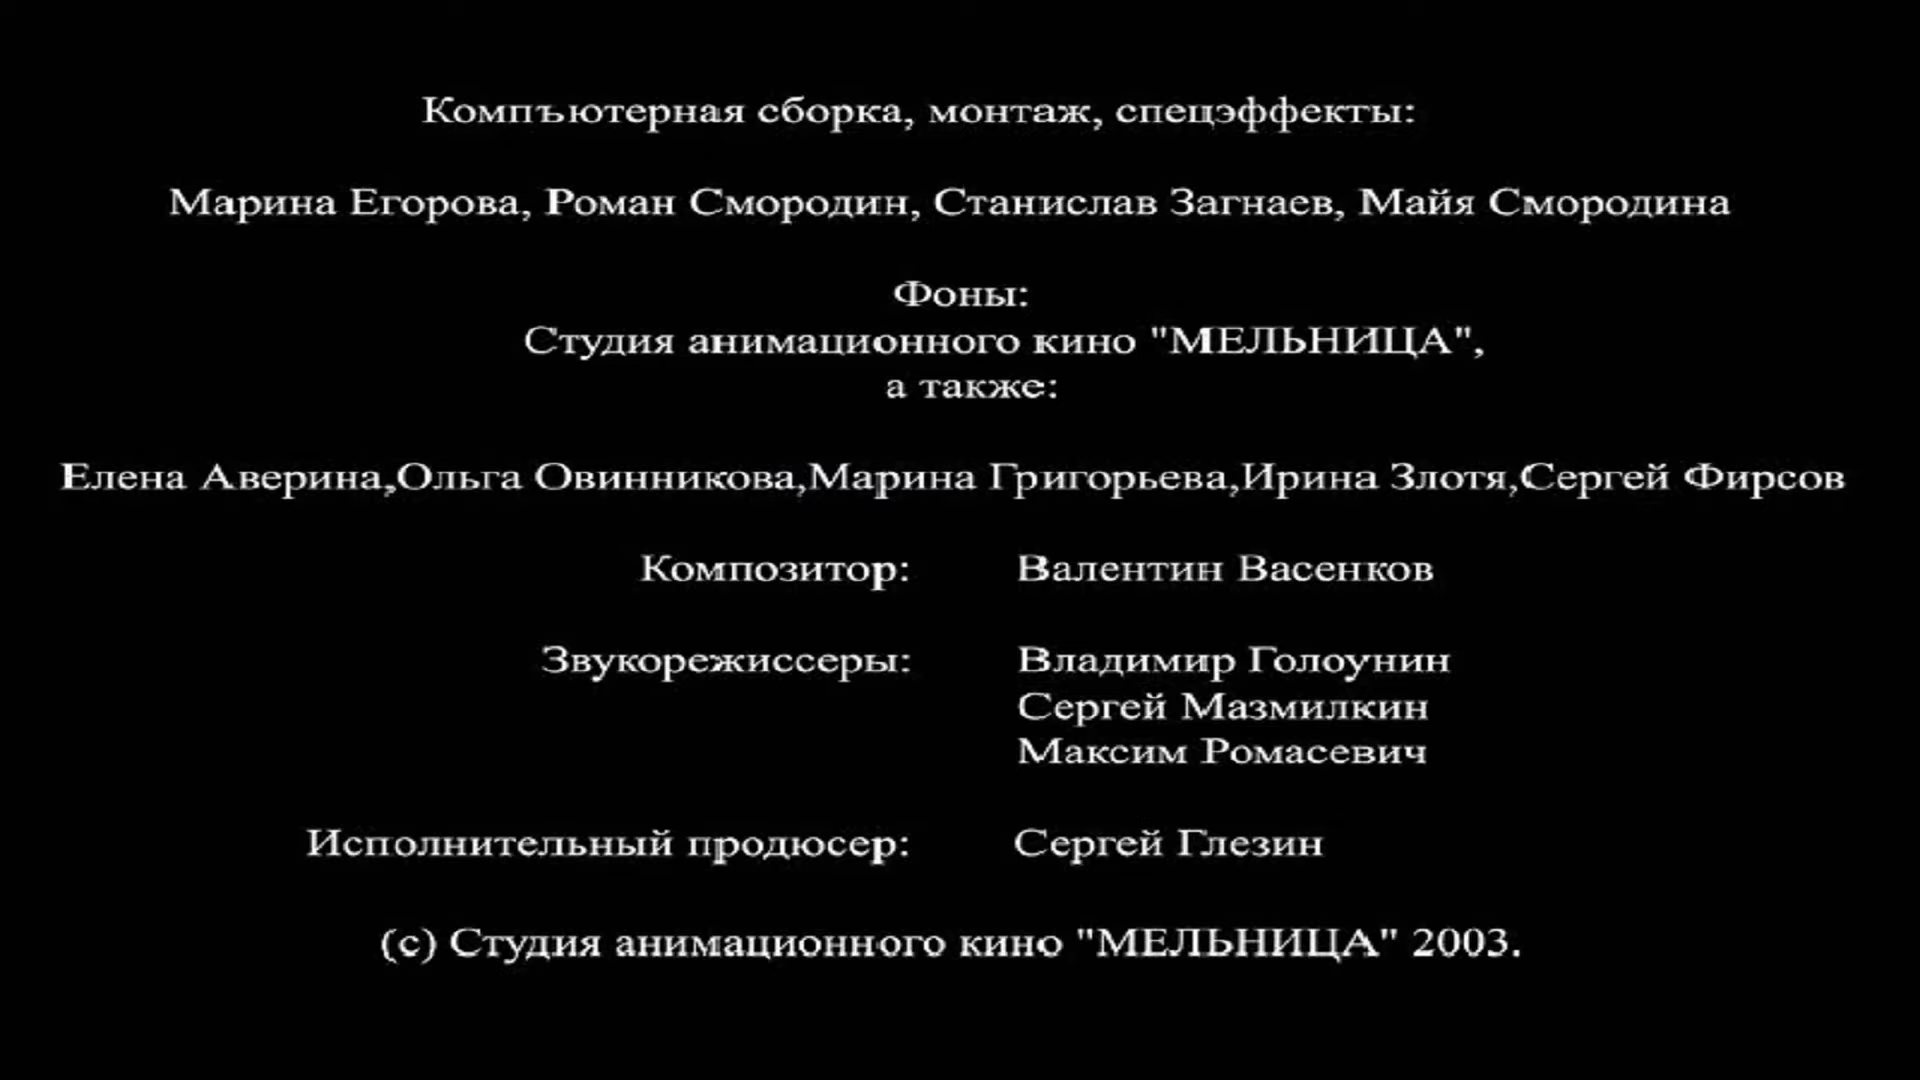 Компъютерная сборка, монтаж, спецэффекты:
Марина Егорова, Роман Смородин, Станислав Загнаев, Майя Смородина
Фоны:
Студия анимационного кино "МЕЛЬНИЦА",
а также:
Елена Аверина,Ольга Овинникова,Марина Григорьева,Ирина Злотя,Сергей Фирсов
Композитор: Валентин Васенков
Звукорежиссеры: Владимир Голоунин
Сергей Мазмилкин
Максим Ромасевич
Исполнительный продюсер: Сергей Глезин
(с) Студия анимационного кино "МЕЛЬНИЦА" 2003.